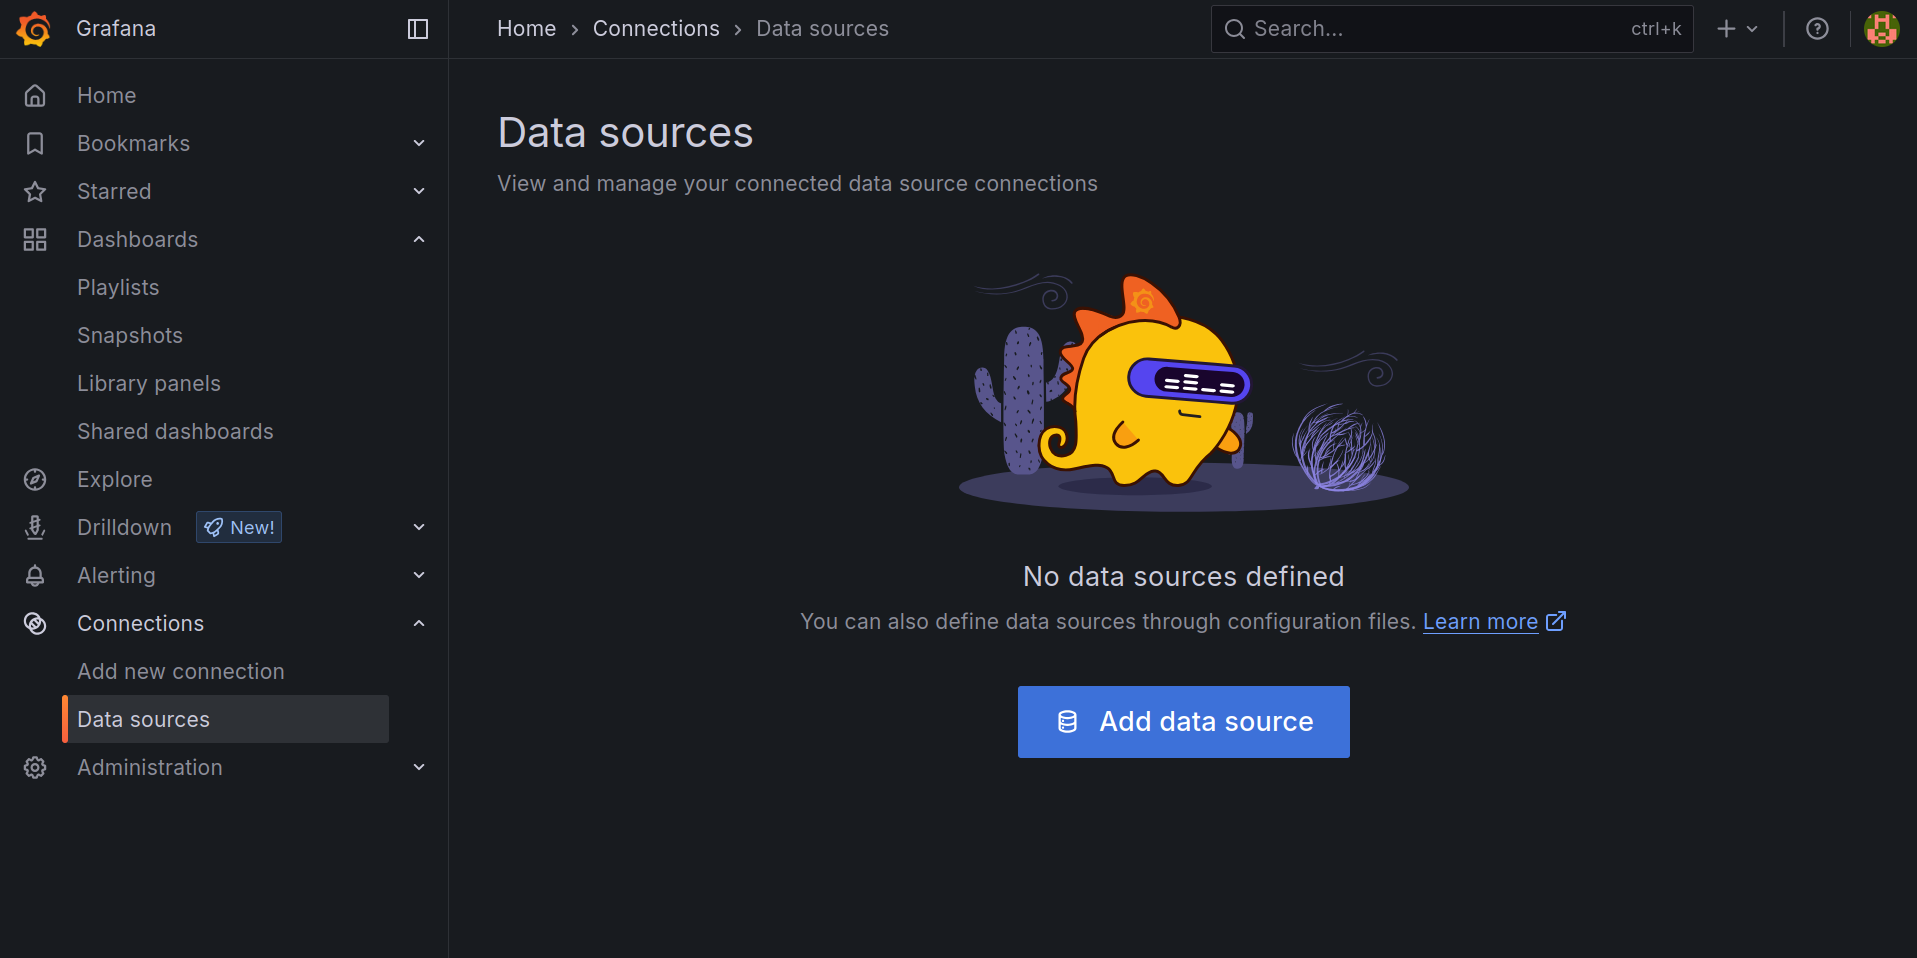 Grafana
Home > Connections > Data sources
Search...
ctrl+k
Home
Bookmarks
Starred
Dashboards
Playlists
Snapshots
Library panels
Shared dashboards
Explore
Drilldown New!
Alerting
Connections
Add new connection
Data sources
Administration
Data sources
View and manage your connected data source connections
No data sources defined
You can also define data sources through configuration files. Learn more
Add data source